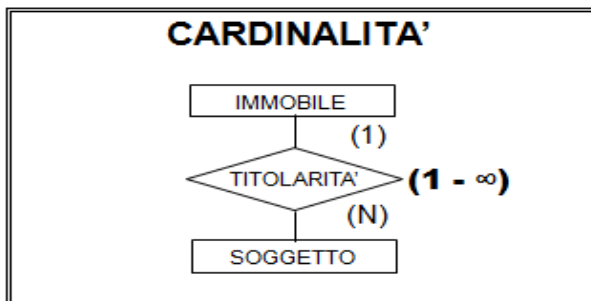 CARDINALITA'
IMMOBILE
(1)
TITOLARITA' (1 - ∞)
(N)
SOGGETTO